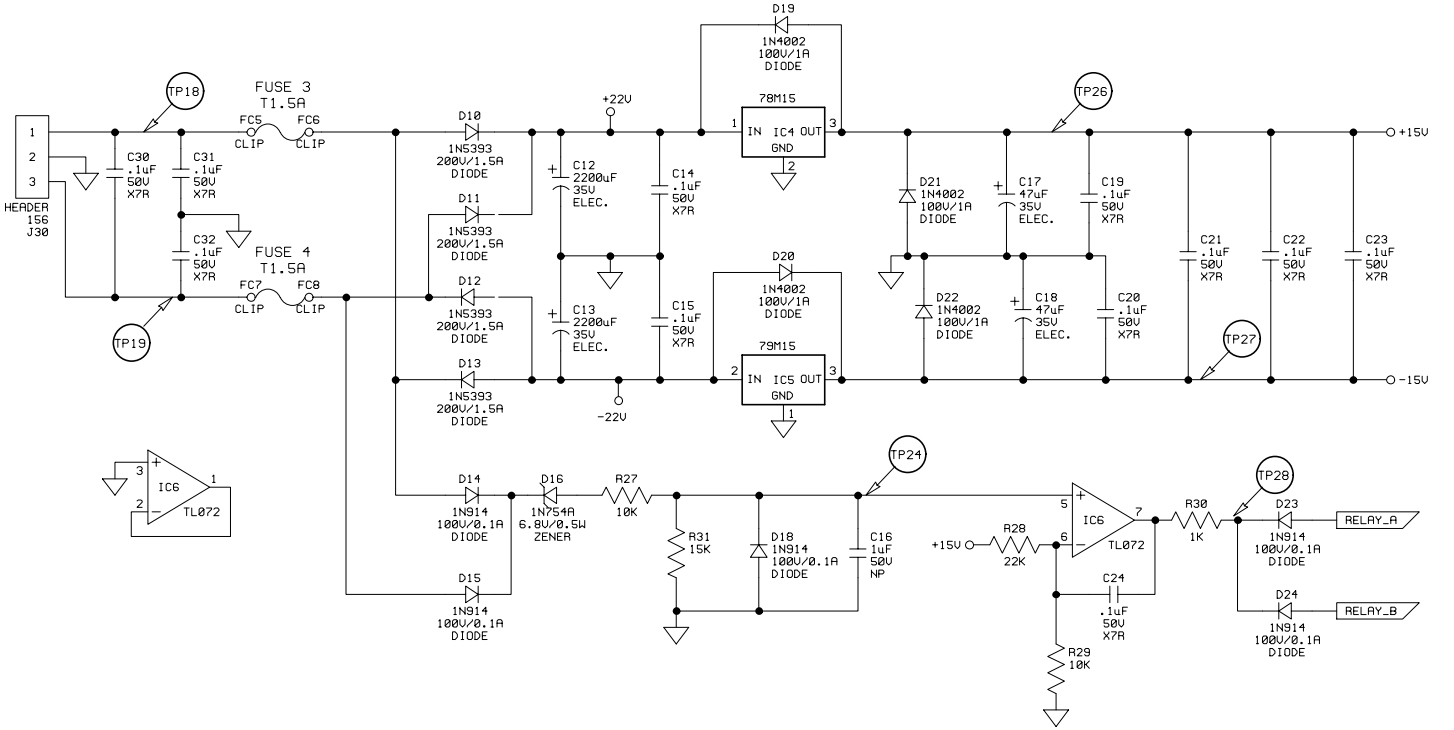 D19
1N4002
100V/1A
DIODE
TP18
FUSE 3
T1.5A
FC5
FC6
CLIP
CLIP
D10
1N5393
200V/1.5A
DIODE
+22V
78M15
1
IN
IC4
OUT
3
GND
2
TP26
+15V
1
2
3
HEADER
156
J30
C30
.1uF
50V
X7R
C31
.1uF
50V
X7R
C32
.1uF
50V
X7R
D11
1N5393
200V/1.5A
DIODE
C12
2200uF
35V
ELEC.
C14
.1uF
50V
X7R
D21
1N4002
100V/1A
DIODE
C17
47uF
35V
ELEC.
C19
.1uF
50V
X7R
FUSE 4
T1.5A
FC7
FC8
CLIP
CLIP
D12
1N5393
200V/1.5A
DIODE
D20
1N4002
100V/1A
DIODE
C21
.1uF
50V
X7R
C22
.1uF
50V
X7R
C23
.1uF
50V
X7R
TP19
C13
2200uF
35V
ELEC.
C15
.1uF
50V
X7R
D22
1N4002
100V/1A
DIODE
C18
47uF
35V
ELEC.
C20
.1uF
50V
X7R
TP27
D13
1N5393
200V/1.5A
DIODE
-22V
79M15
2
IN
IC5
OUT
3
GND
1
-15V
3
+
2
-
IC6
1
TL072
D14
1N914
100V/0.1A
DIODE
D16
1N754A
6.8V/0.5W
ZENER
R27
10K
TP24
R31
15K
D18
1N914
100V/0.1A
DIODE
C16
1uF
50V
NP
D15
1N914
100V/0.1A
DIODE
+15V
R28
22K
5
+
6
-
IC6
7
TL072
R30
1K
TP28
D23
1N914
100V/0.1A
DIODE
RELAY_A
C24
.1uF
50V
X7R
D24
1N914
100V/0.1A
DIODE
RELAY_B
R29
10K